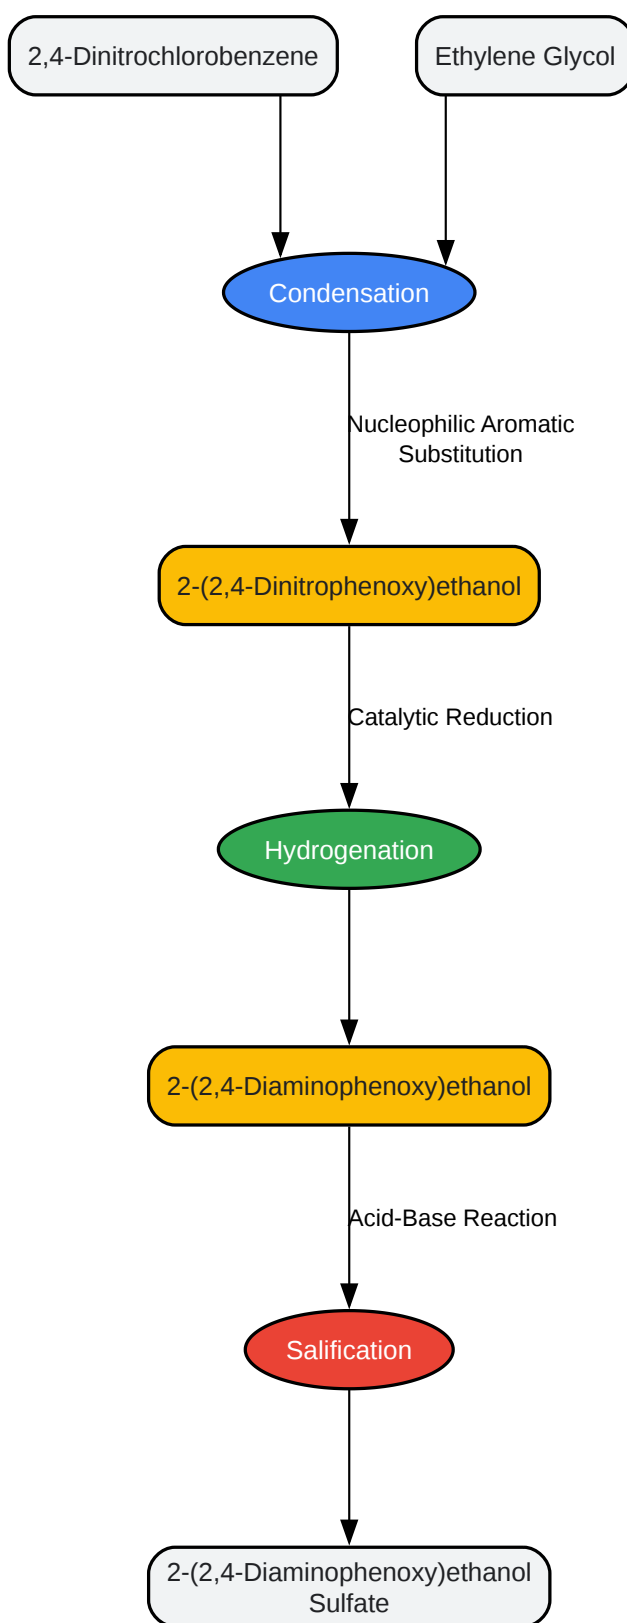 2,4-Dinitrochlorobenzene
Ethylene Glycol
Condensation
Nucleophilic Aromatic
Substitution
2-(2,4-Dinitrophenoxy)ethanol
Catalytic Reduction
Hydrogenation
2-(2,4-Diaminophenoxy)ethanol
Acid-Base Reaction
Salification
2-(2,4-Diaminophenoxy)ethanol
Sulfate